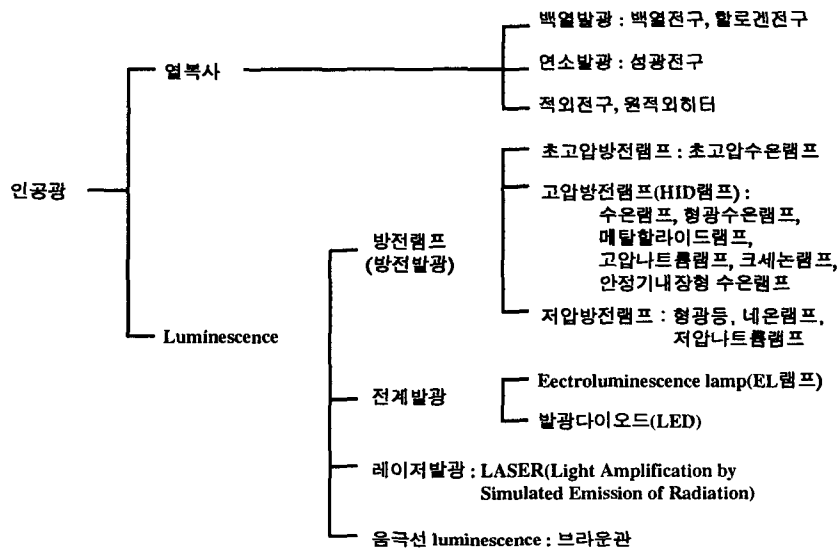 백열발광 : 백열전구, 할로겐전구
열복사
연소발광 : 섬광전구
적외전구, 원적외히터
인공광
초고압방전램프 : 초고압수은램프
고압방전램프(HID램프) :
수은램프, 형광수은램프,
메탈할라이드램프,
고압나트륨램프, 크세논램프,
안정기내장형 수은램프
방전램프
(방전발광)
저압방전램프 : 형광등, 네온램프,
저압나트륨램프
Luminescence
전계발광
Eectroluminescence lamp(EL램프)
발광다이오드(LED)
레이저발광 : LASER(Light Amplification by
Simulated Emission of Radiation)
음극선 luminescence : 브라운관